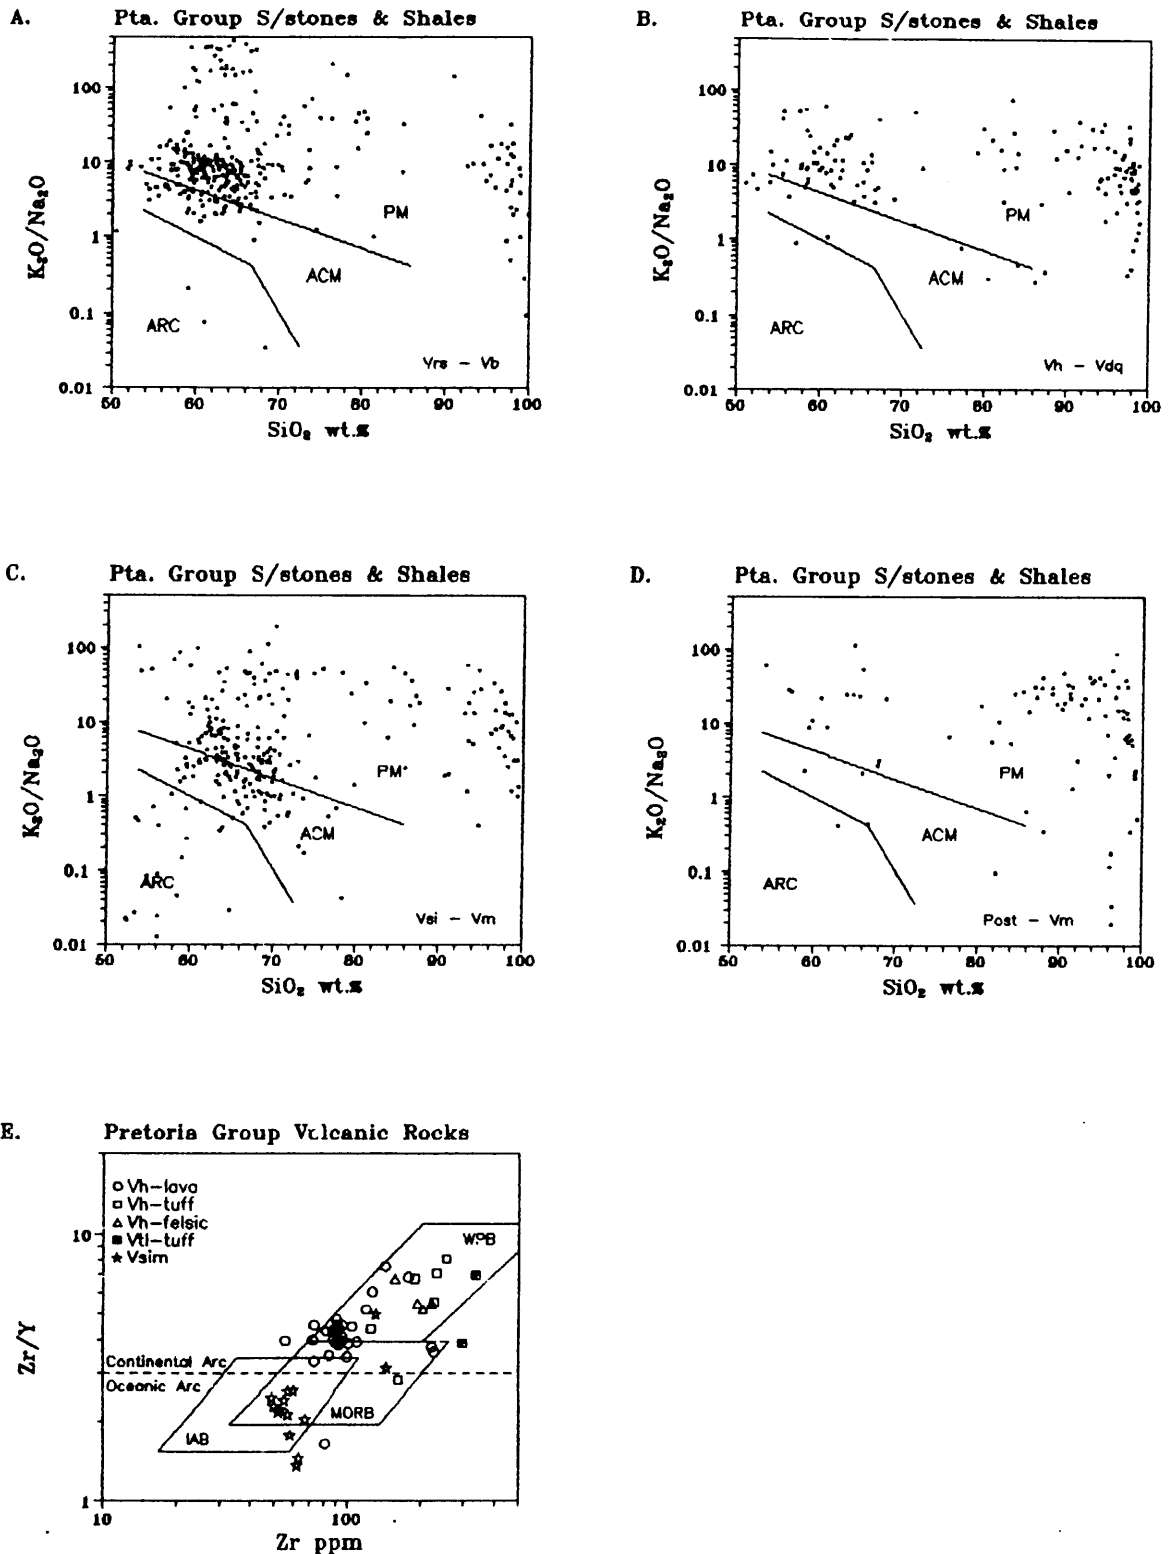 A. Pta. Group S/stones & Shales
K₂O/Na₂O
100
10
1
0.1
0.01
PM
ACM
ARC
Vrs - Vb
50 60 70 80 90 100
SiO₂ wt.%
B. Pta. Group S/stones & Shales
K₂O/Na₂O
100
10
1
0.1
0.01
PM
ACM
ARC
Vh - Vdq
50 60 70 80 90 100
SiO₂ wt.%
C. Pta. Group S/stones & Shales
K₂O/Na₂O
100
10
1
0.1
0.01
PM
ACM
ARC
Vsi - Vm
50 60 70 80 90 100
SiO₂ wt.%
D. Pta. Group S/stones & Shales
K₂O/Na₂O
100
10
1
0.1
0.01
PM
ACM
ARC
Post - Vm
50 60 70 80 90 100
SiO₂ wt.%
E. Pretoria Group Volcanic Rocks
Vh-lava
Vh-tuff
Vh-felsic
Vtl-tuff
Vsim
WPB
Zr/Y
10
1
Continental Arc
Oceanic Arc
MORB
IAB
10 100
Zr ppm